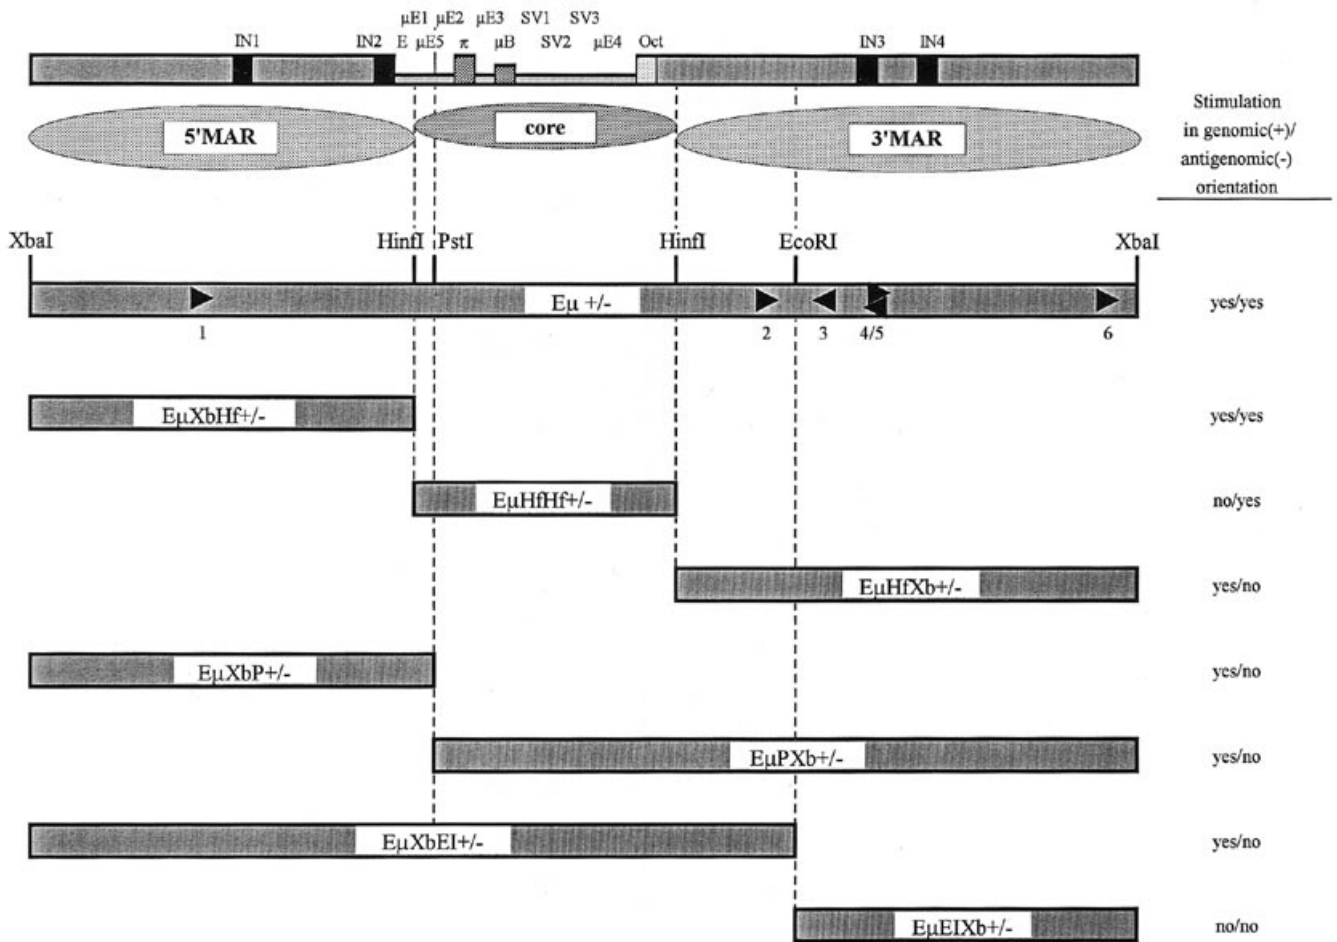 μE1 μE2 μE3 SV1 SV3
IN1 IN2 E μE5 π μB SV2 μE4 Oct IN3 IN4
5'MAR core 3'MAR
Stimulation
in genomic(+)/
antigenomic(-)
orientation
XbaI HinfI PstI HinfI EcoRI XbaI
Eμ +/- yes/yes
1 2 3 4/5 6
EμXbHf+/- yes/yes
EμHfHf+/- no/yes
EμHfXb+/- yes/no
EμXbP+/- yes/no
EμPXb+/- yes/no
EμXbEI+/- yes/no
EμEIXb+/- no/no